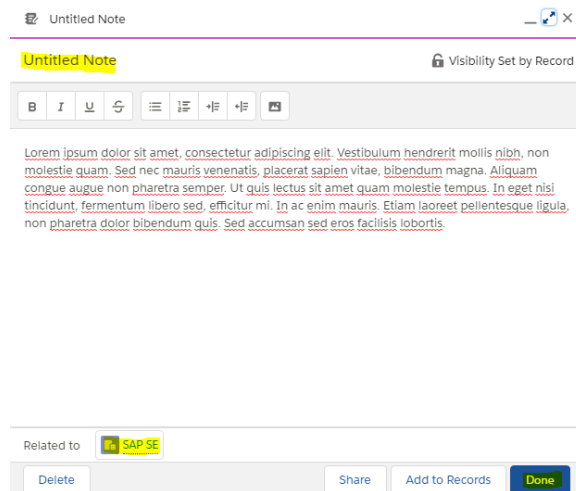 Untitled Note
Untitled Note
Visibility Set by Record
B I U S
Lorem ipsum dolor sit amet, consectetur adipiscing elit. Vestibulum hendrerit mollis nibh, non
molestie quam. Sed nec mauris venenatis, placerat sapien vitae, bibendum magna. Aliquam
congue augue non pharetra semper. Ut quis lectus sit amet quam molestie tempus. In eget nisi
tincidunt, fermentum libero sed, efficitur mi. In ac enim mauris. Etiam laoreet pellentesque ligula,
non pharetra dolor bibendum quis. Sed accumsan sed eros facilisis lobortis.
Related to SAP SE
Delete Share Add to Records Done